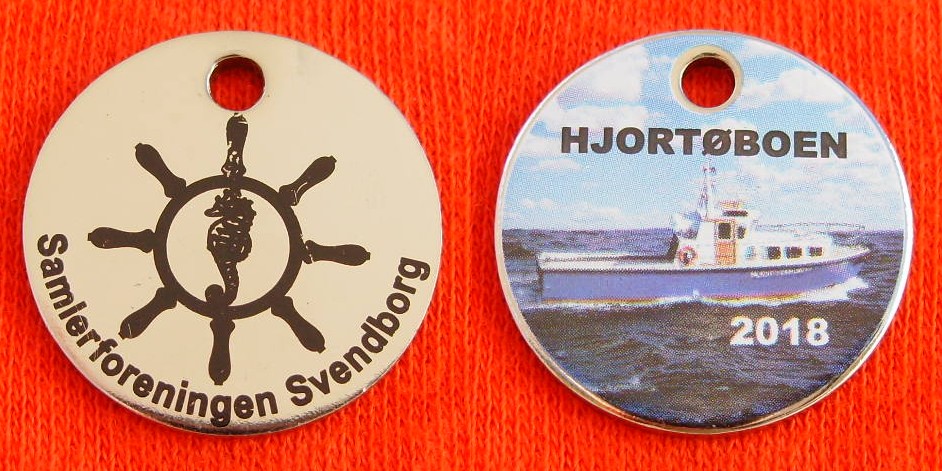 Samlerforeningen Svendborg
HJORTØBOEN
2018